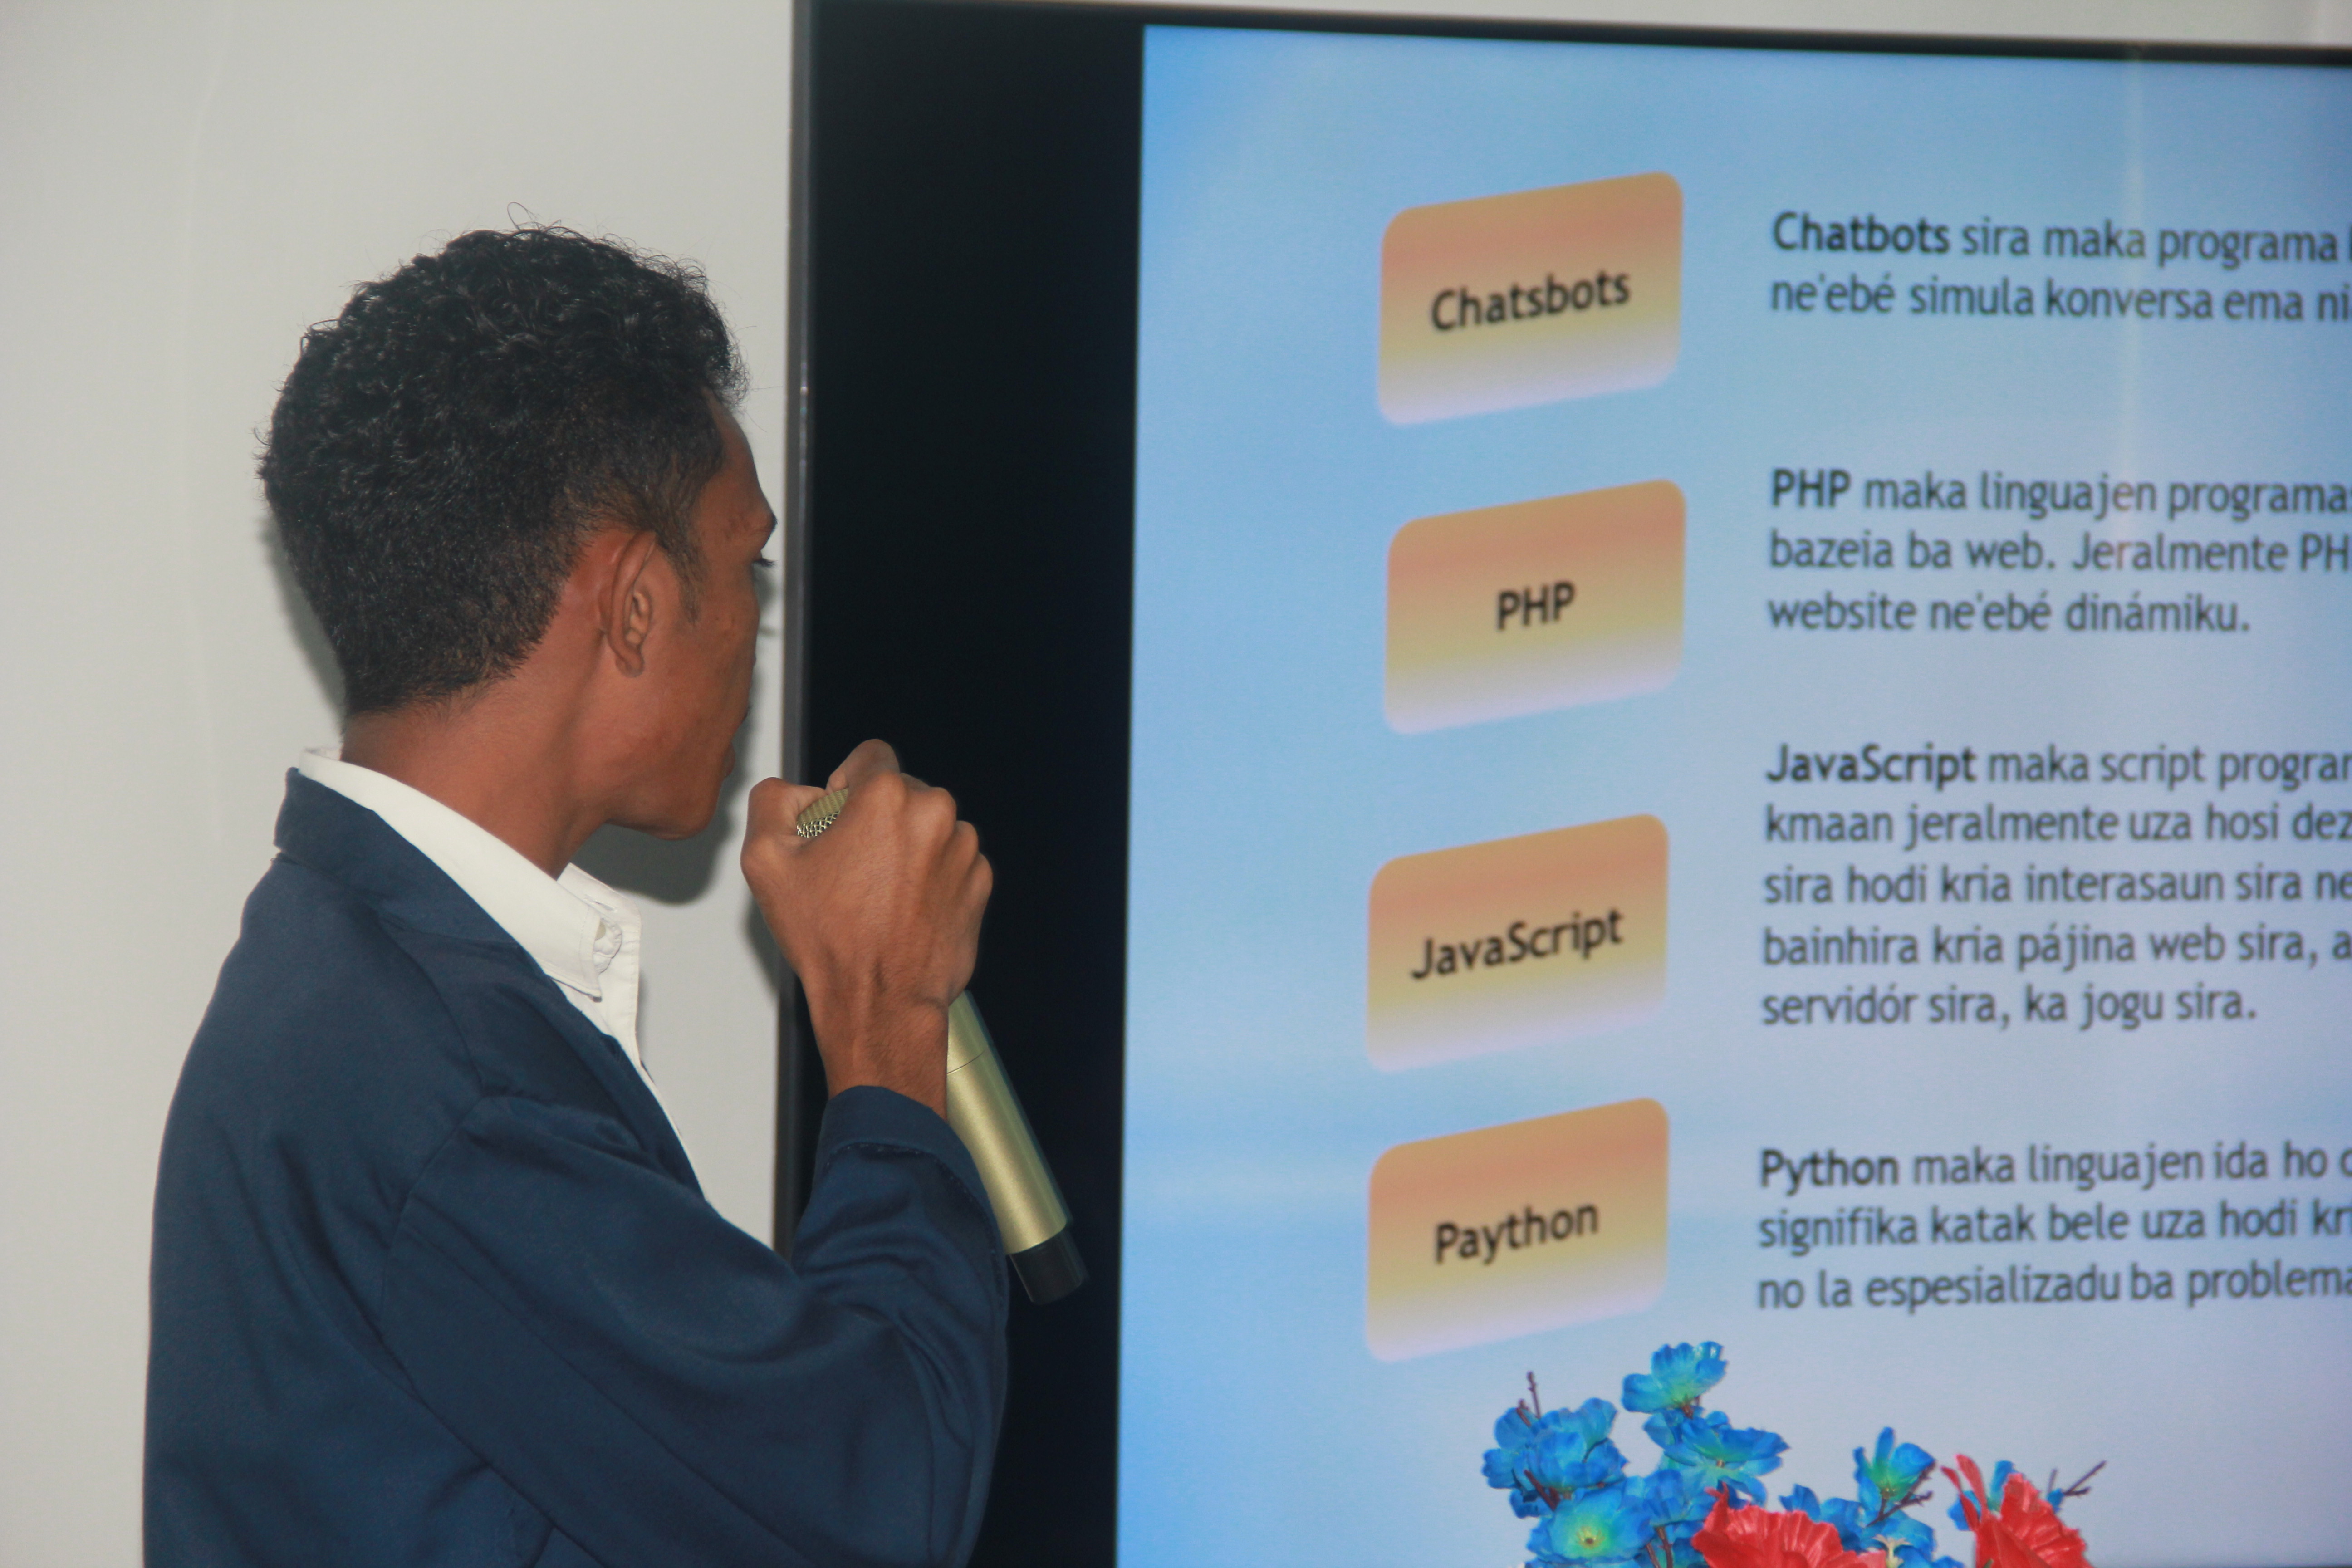 Chatsbots
Chatbots sira maka programa
ne'ebé simula konversa ema
PHP
PHP maka linguajen programa
bazeia ba web. Jeralmente
website ne'ebé dinámiku.
JavaScript
JavaScript maka script
kmaan jeralmente uza hosi
sira hodi kria interasaun sira
bainhira kria pájina web sira,
servidór sira, ka jogu sira.
Paython
Python maka linguajen ida ho
signifika katak bele uza hodi
no la espesializadu ba